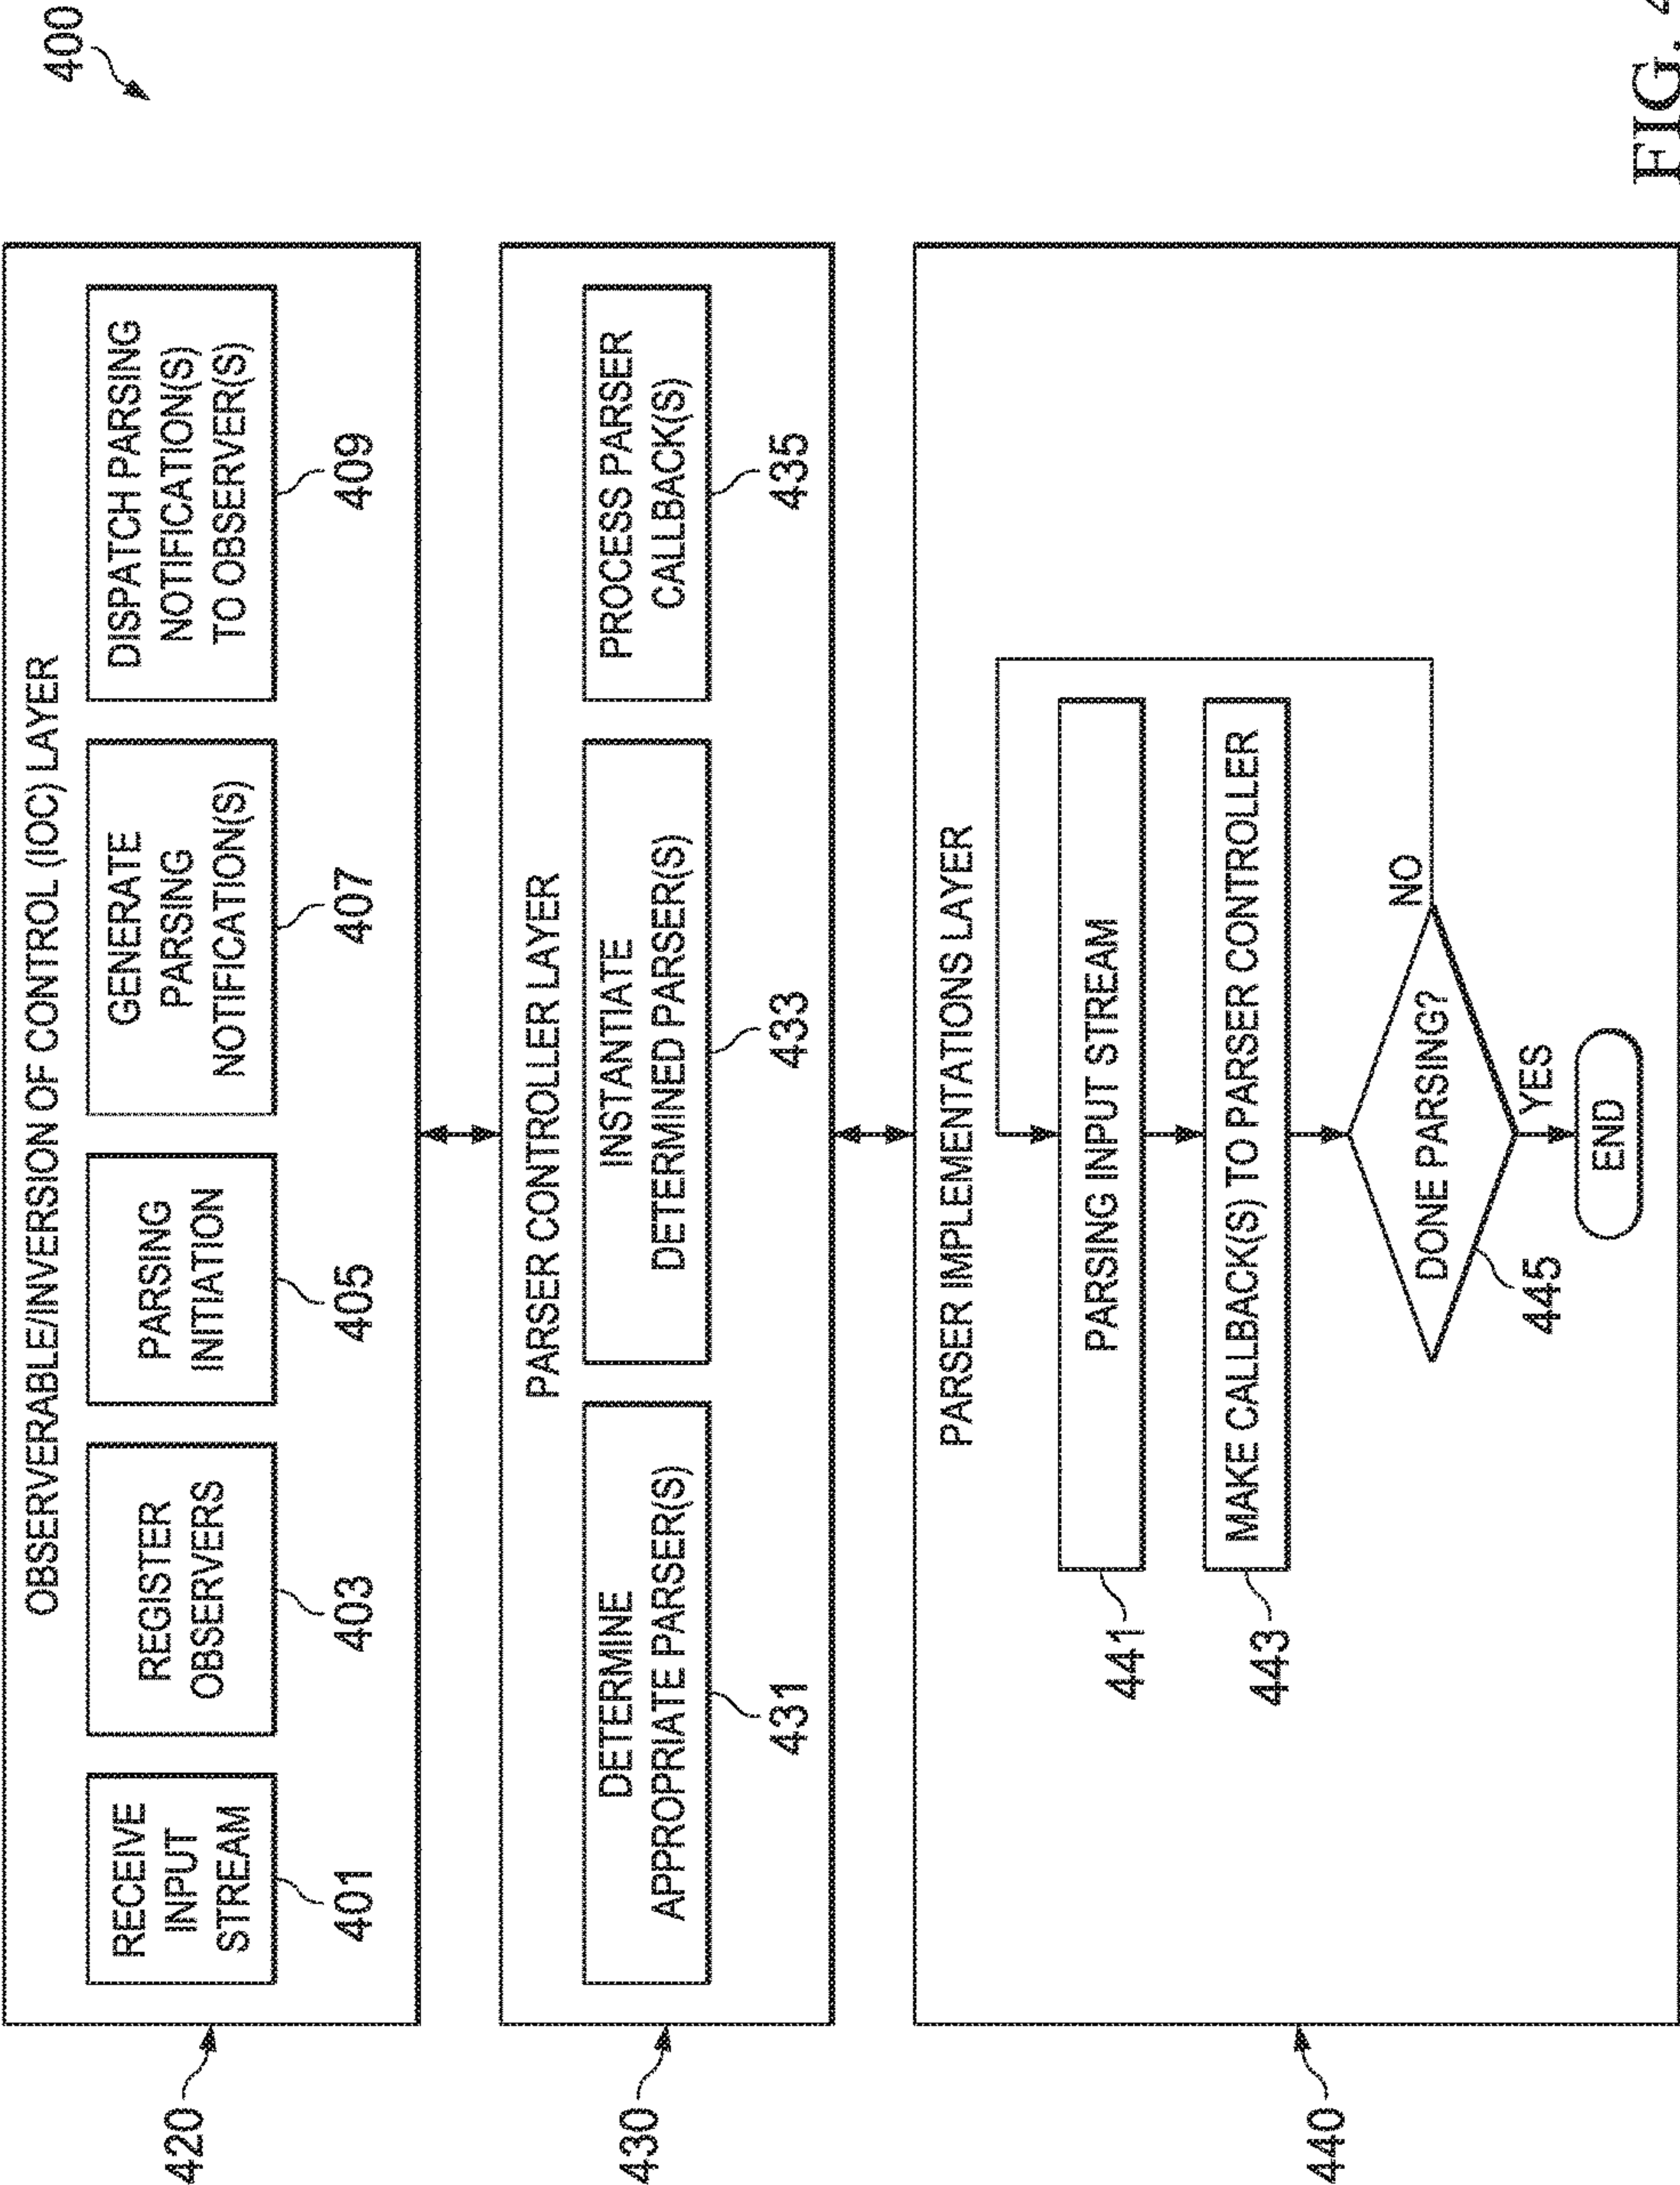 400
OBSERVERABLE/INVERSION OF CONTROL (IOC) LAYER
420
RECEIVE
INPUT
STREAM
401
REGISTER
OBSERVERS
403
PARSING
INITIATION
405
GENERATE
PARSING
NOTIFICATION(S)
407
DISPATCH PARSING
NOTIFICATION(S)
TO OBSERVER(S)
409
PARSER CONTROLLER LAYER
430
DETERMINE
APPROPRIATE PARSER(S)
431
INSTANTIATE
DETERMINED PARSER(S)
433
PROCESS PARSER
CALLBACK(S)
435
PARSER IMPLEMENTATIONS LAYER
440
PARSING INPUT STREAM
441
MAKE CALLBACK(S) TO PARSER CONTROLLER
443
DONE PARSING?
445
NO
YES
END
FIG. 4